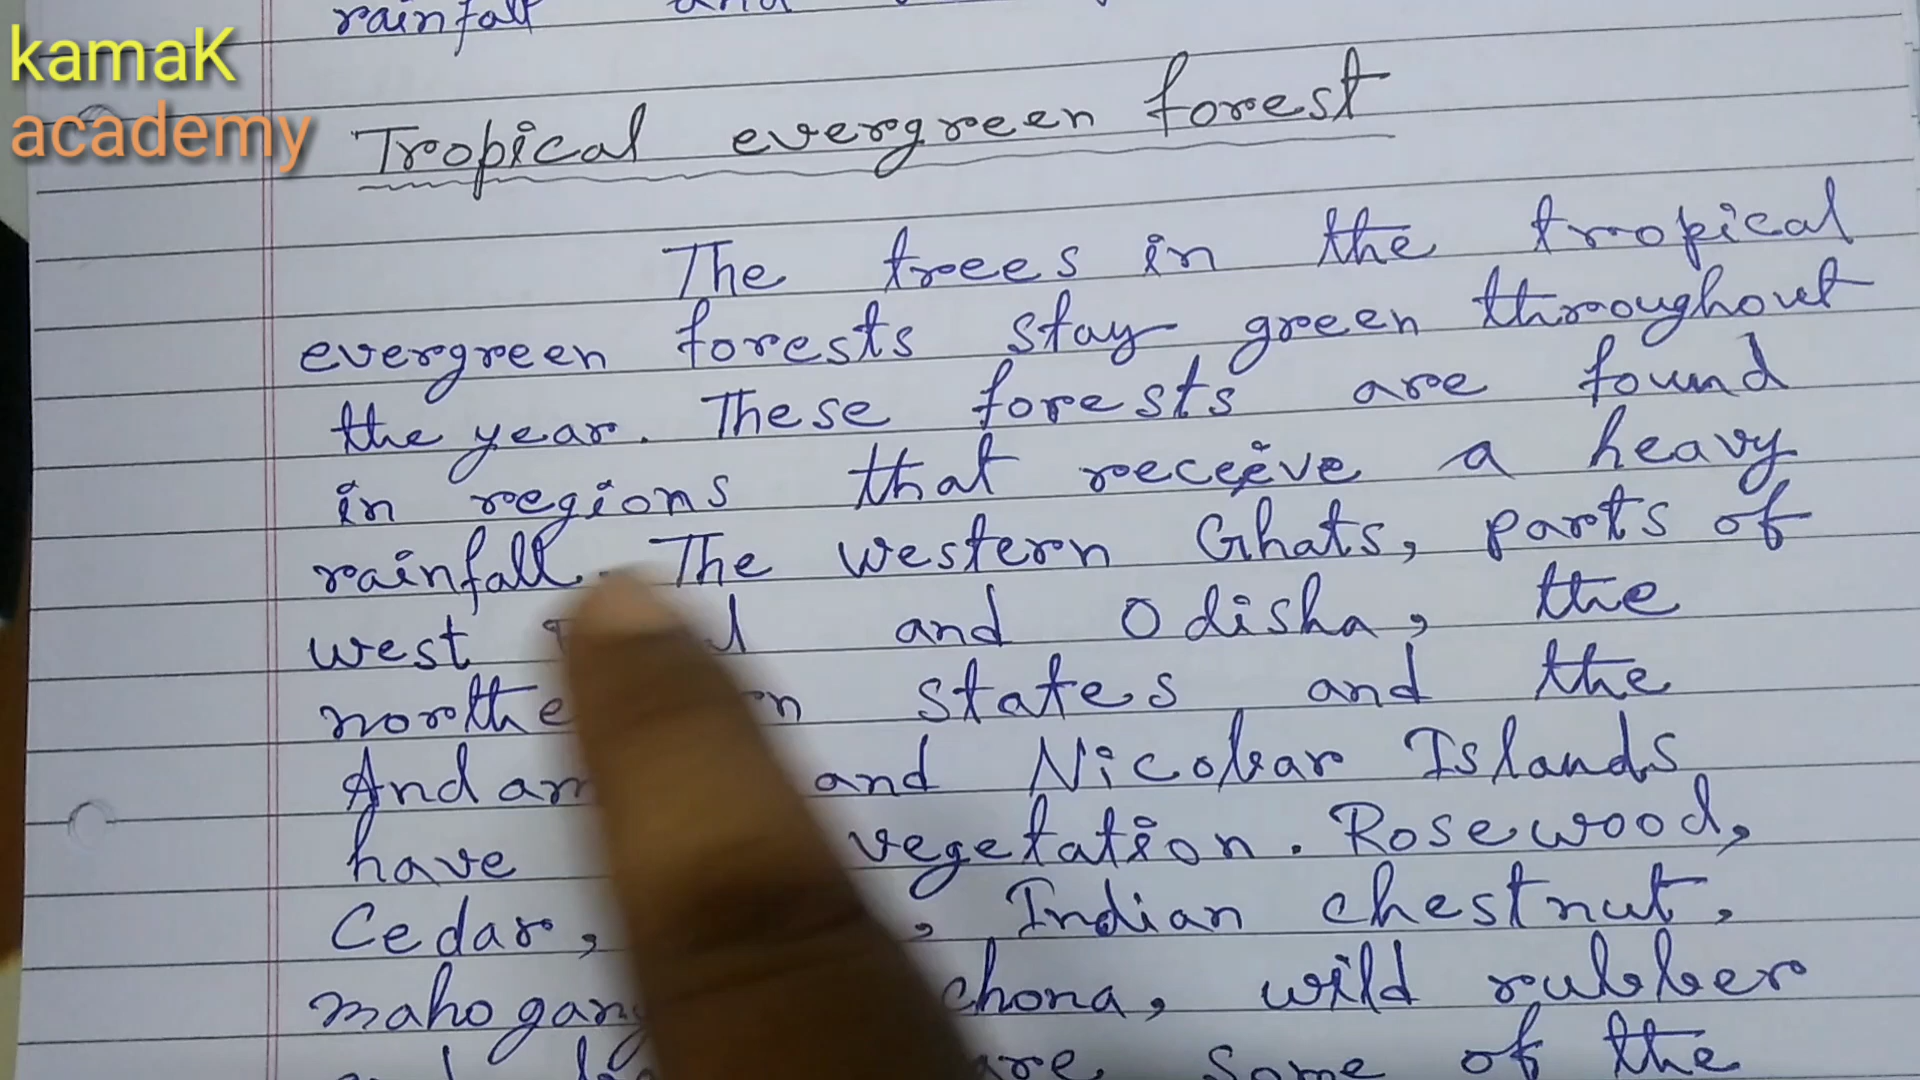 rainfall and
kamaK
academy
Tropical evergreen forest
The trees in the tropical
evergreen forests stay green throughout
the year. These forests are found
in regions that receive a heavy
rainfall. The western Ghats, parts of
west and Odisha, the
states and the
and Nicobar Islands
have vegetation. Rosewood,
Cedar, , Indian chestnut,
mahogany wild rubber
are some of the